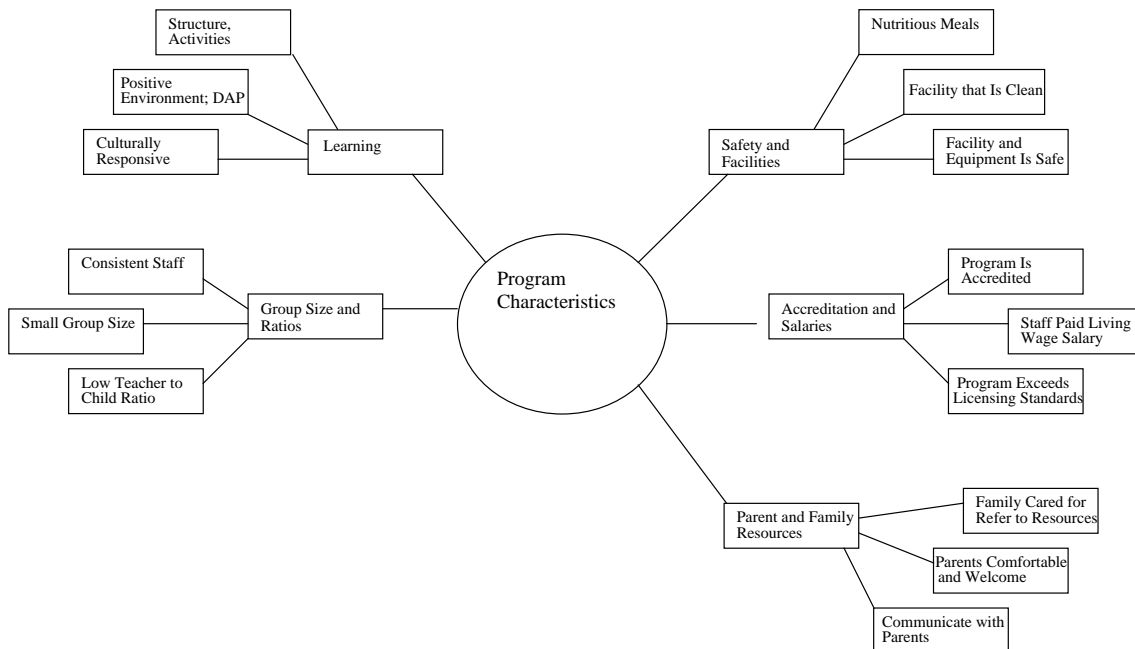 Structure,
Activities
Positive
Environment; DAP
Culturally
Responsive
Learning
Nutritious Meals
Facility that Is Clean
Facility and
Equipment Is Safe
Safety and
Facilities
Program
Characteristics
Consistent Staff
Small Group Size
Low Teacher to
Child Ratio
Group Size and
Ratios
Program Is
Accredited
Staff Paid Living
Wage Salary
Program Exceeds
Licensing Standards
Accreditation and
Salaries
Parent and Family
Resources
Family Cared for
Refer to Resources
Parents Comfortable
and Welcome
Communicate with
Parents